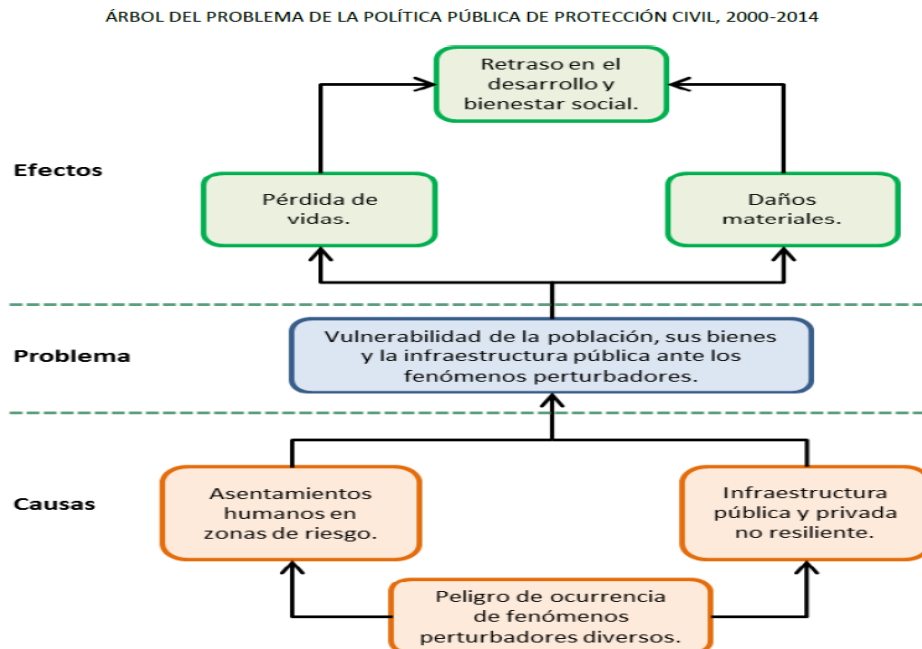 ÁRBOL DEL PROBLEMA DE LA POLÍTICA PÚBLICA DE PROTECCIÓN CIVIL, 2000-2014
Retraso en el
desarrollo y
bienestar social.
Efectos
Pérdida de
vidas.
Daños
materiales.
Problema
Vulnerabilidad de la población, sus bienes
y la infraestructura pública ante los
fenómenos perturbadores.
Causas
Asentamientos
humanos en
zonas de riesgo.
Infraestructura
pública y privada
no resiliente.
Peligro de ocurrencia
de fenómenos
perturbadores diversos.